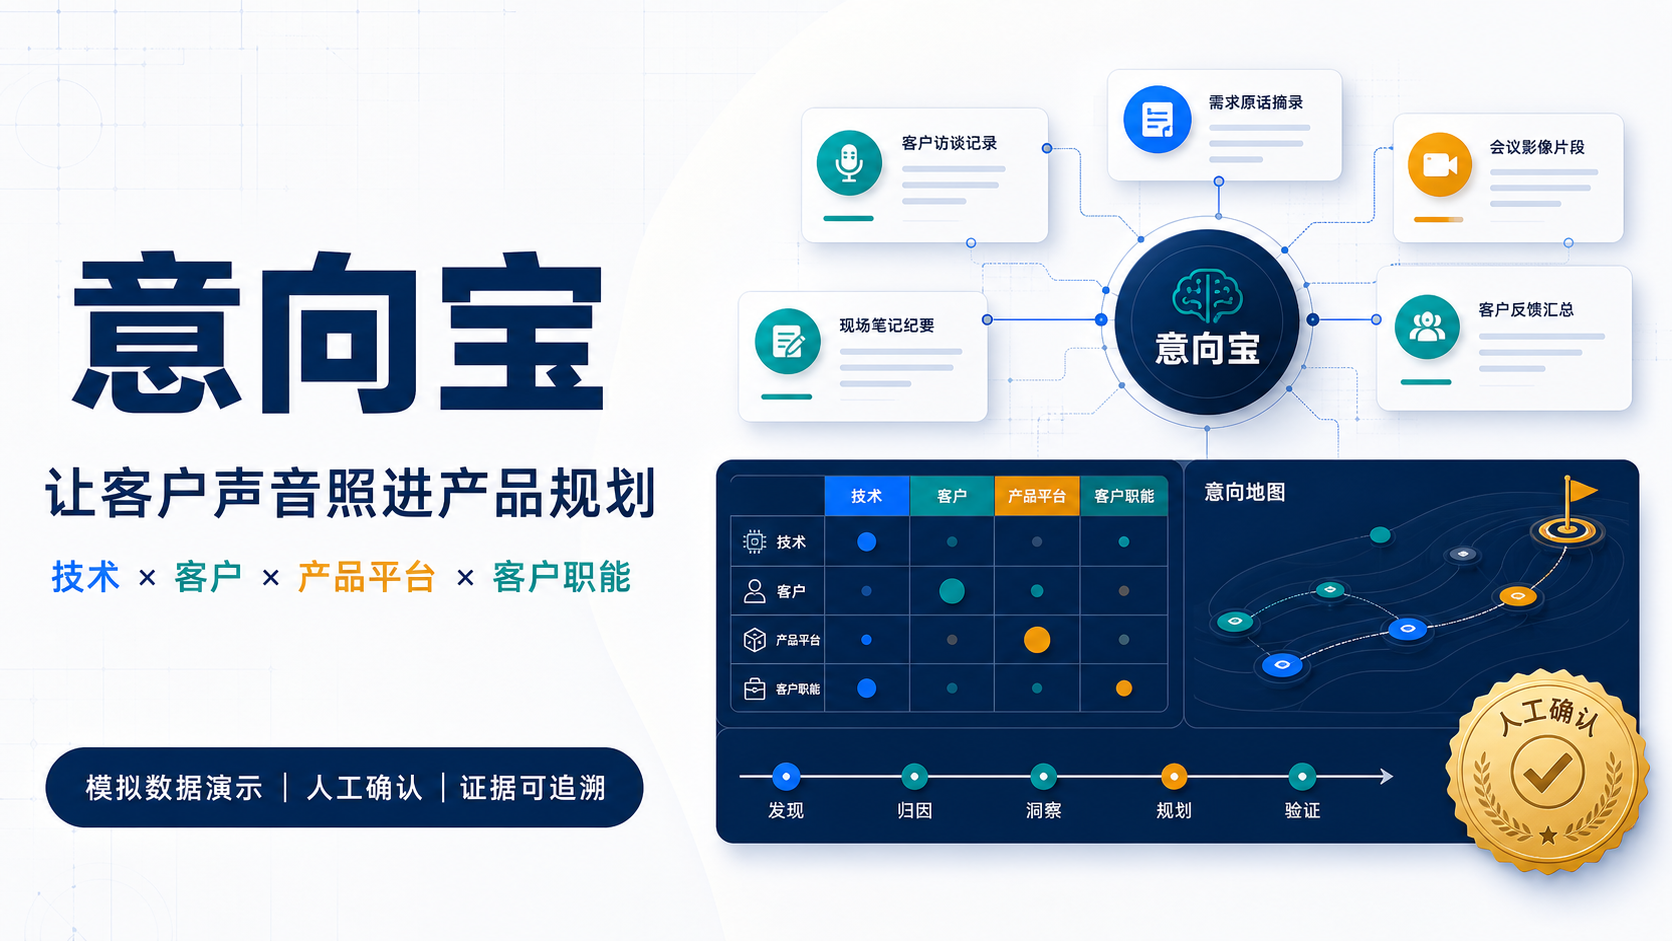 意向宝
让客户声音照进产品规划
技术 × 客户 × 产品平台 × 客户职能
模拟数据演示 | 人工确认 | 证据可追溯
客户访谈记录
需求原话摘录
会议影像片段
现场笔记纪要
意向宝
客户反馈汇总
技术 客户 产品平台 客户职能
技术
客户
产品平台
客户职能
意向地图
发现 归因 洞察 规划 验证
人工确认